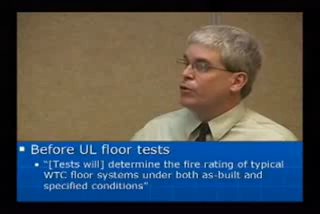 Before UL floor tests
• "[Tests will] determine the fire rating of typical
WTC floor systems under both as-built and
specified conditions"